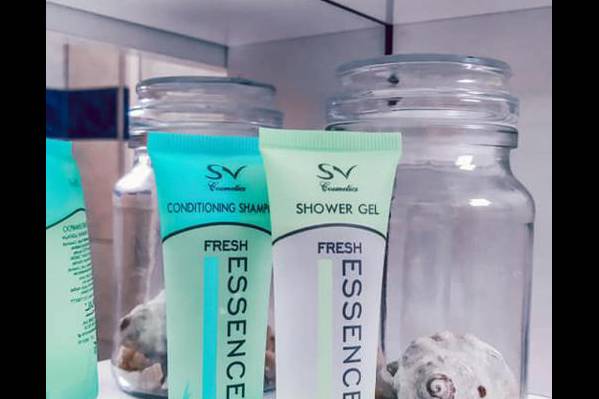 SV
Cosmetics
CONDITIONING SHAMP
FRESH
ESSENCE
SV
Cosmetics
SHOWER GEL
FRESH
ESSENCE